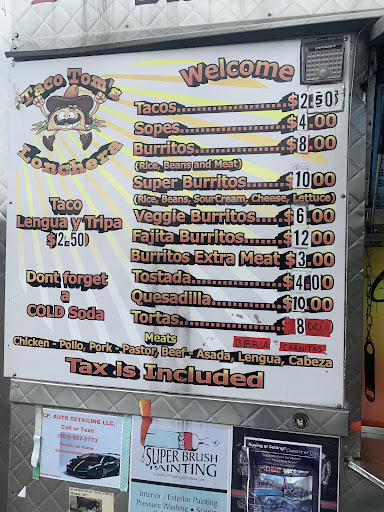 Taco Tom's
Lonchera
Welcome
Tacos $2.50
Sopes $4.00
Burritos $8.00
(Rice, Beans and Meat)
Super Burritos $10.00
(Rice, Beans, SourCream, Cheese, Lettuce)
Veggie Burritos $6.00
Fajita Burritos $12.00
Burritos Extra Meat $3.00
Tostada $4.00
Quesadilla $10.00
Tortas 8.00
Taco
Lengua y Tripa
$2.50
Dont forget
a
COLD Soda
Meats
BIRRIA CARNITAS
Chicken - Pollo, Pork - Pastor, Beef - Asada, Lengua, Cabeza
Tax is Included
CP. AUTO DETAILING LLC.
Call or Text:
SUPER BRUSH
PAINTING
Interior / Exterior Painting
Pressure Washing
Buying or Selling?